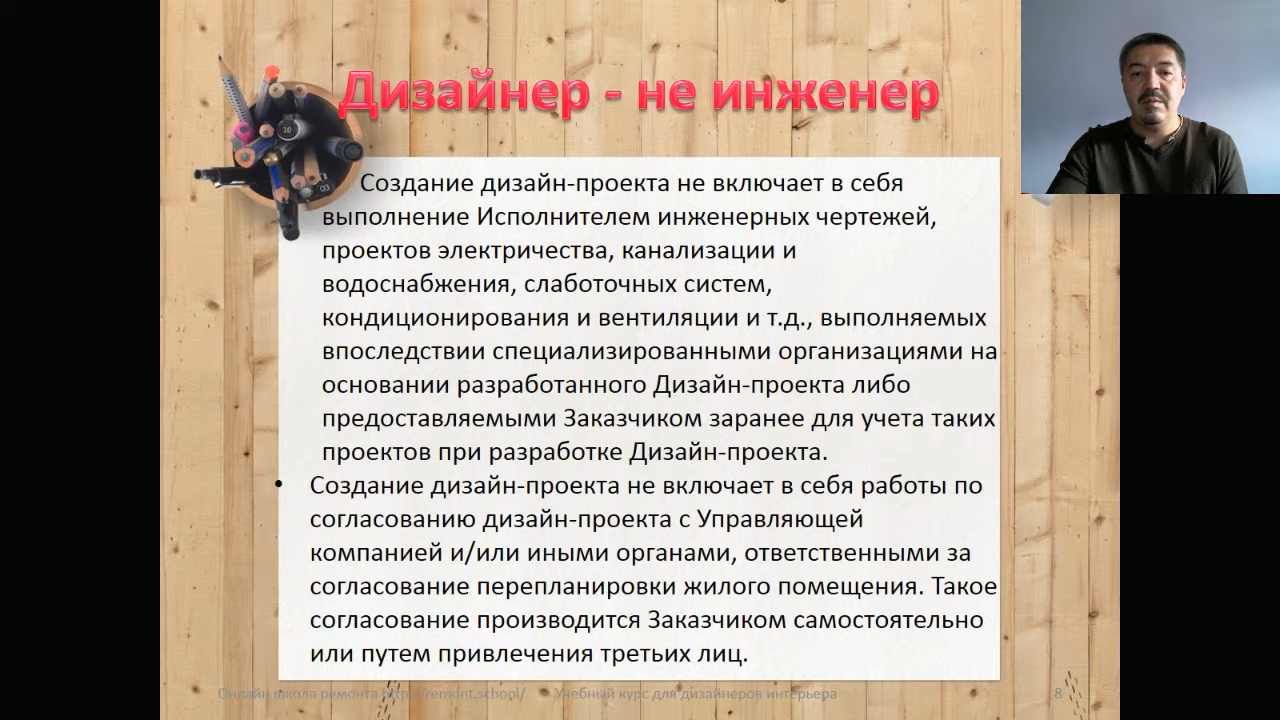 Дизайнер - не инженер
Создание дизайн-проекта не включает в себя
выполнение Исполнителем инженерных чертежей,
проектов электричества, канализации и
водоснабжения, слаботочных систем,
кондиционирования и вентиляции и т.д., выполняемых
впоследствии специализированными организациями на
основании разработанного Дизайн-проекта либо
предоставляемыми Заказчиком заранее для учета таких
проектов при разработке Дизайн-проекта.
• Создание дизайн-проекта не включает в себя работы по
согласованию дизайн-проекта с Управляющей
компанией и/или иными органами, ответственными за
согласование перепланировки жилого помещения. Такое
согласование производится Заказчиком самостоятельно
или путем привлечения третьих лиц.
Онлайн школа ремонта http://remont.school/ Учебный курс для дизайнеров интерьера 8